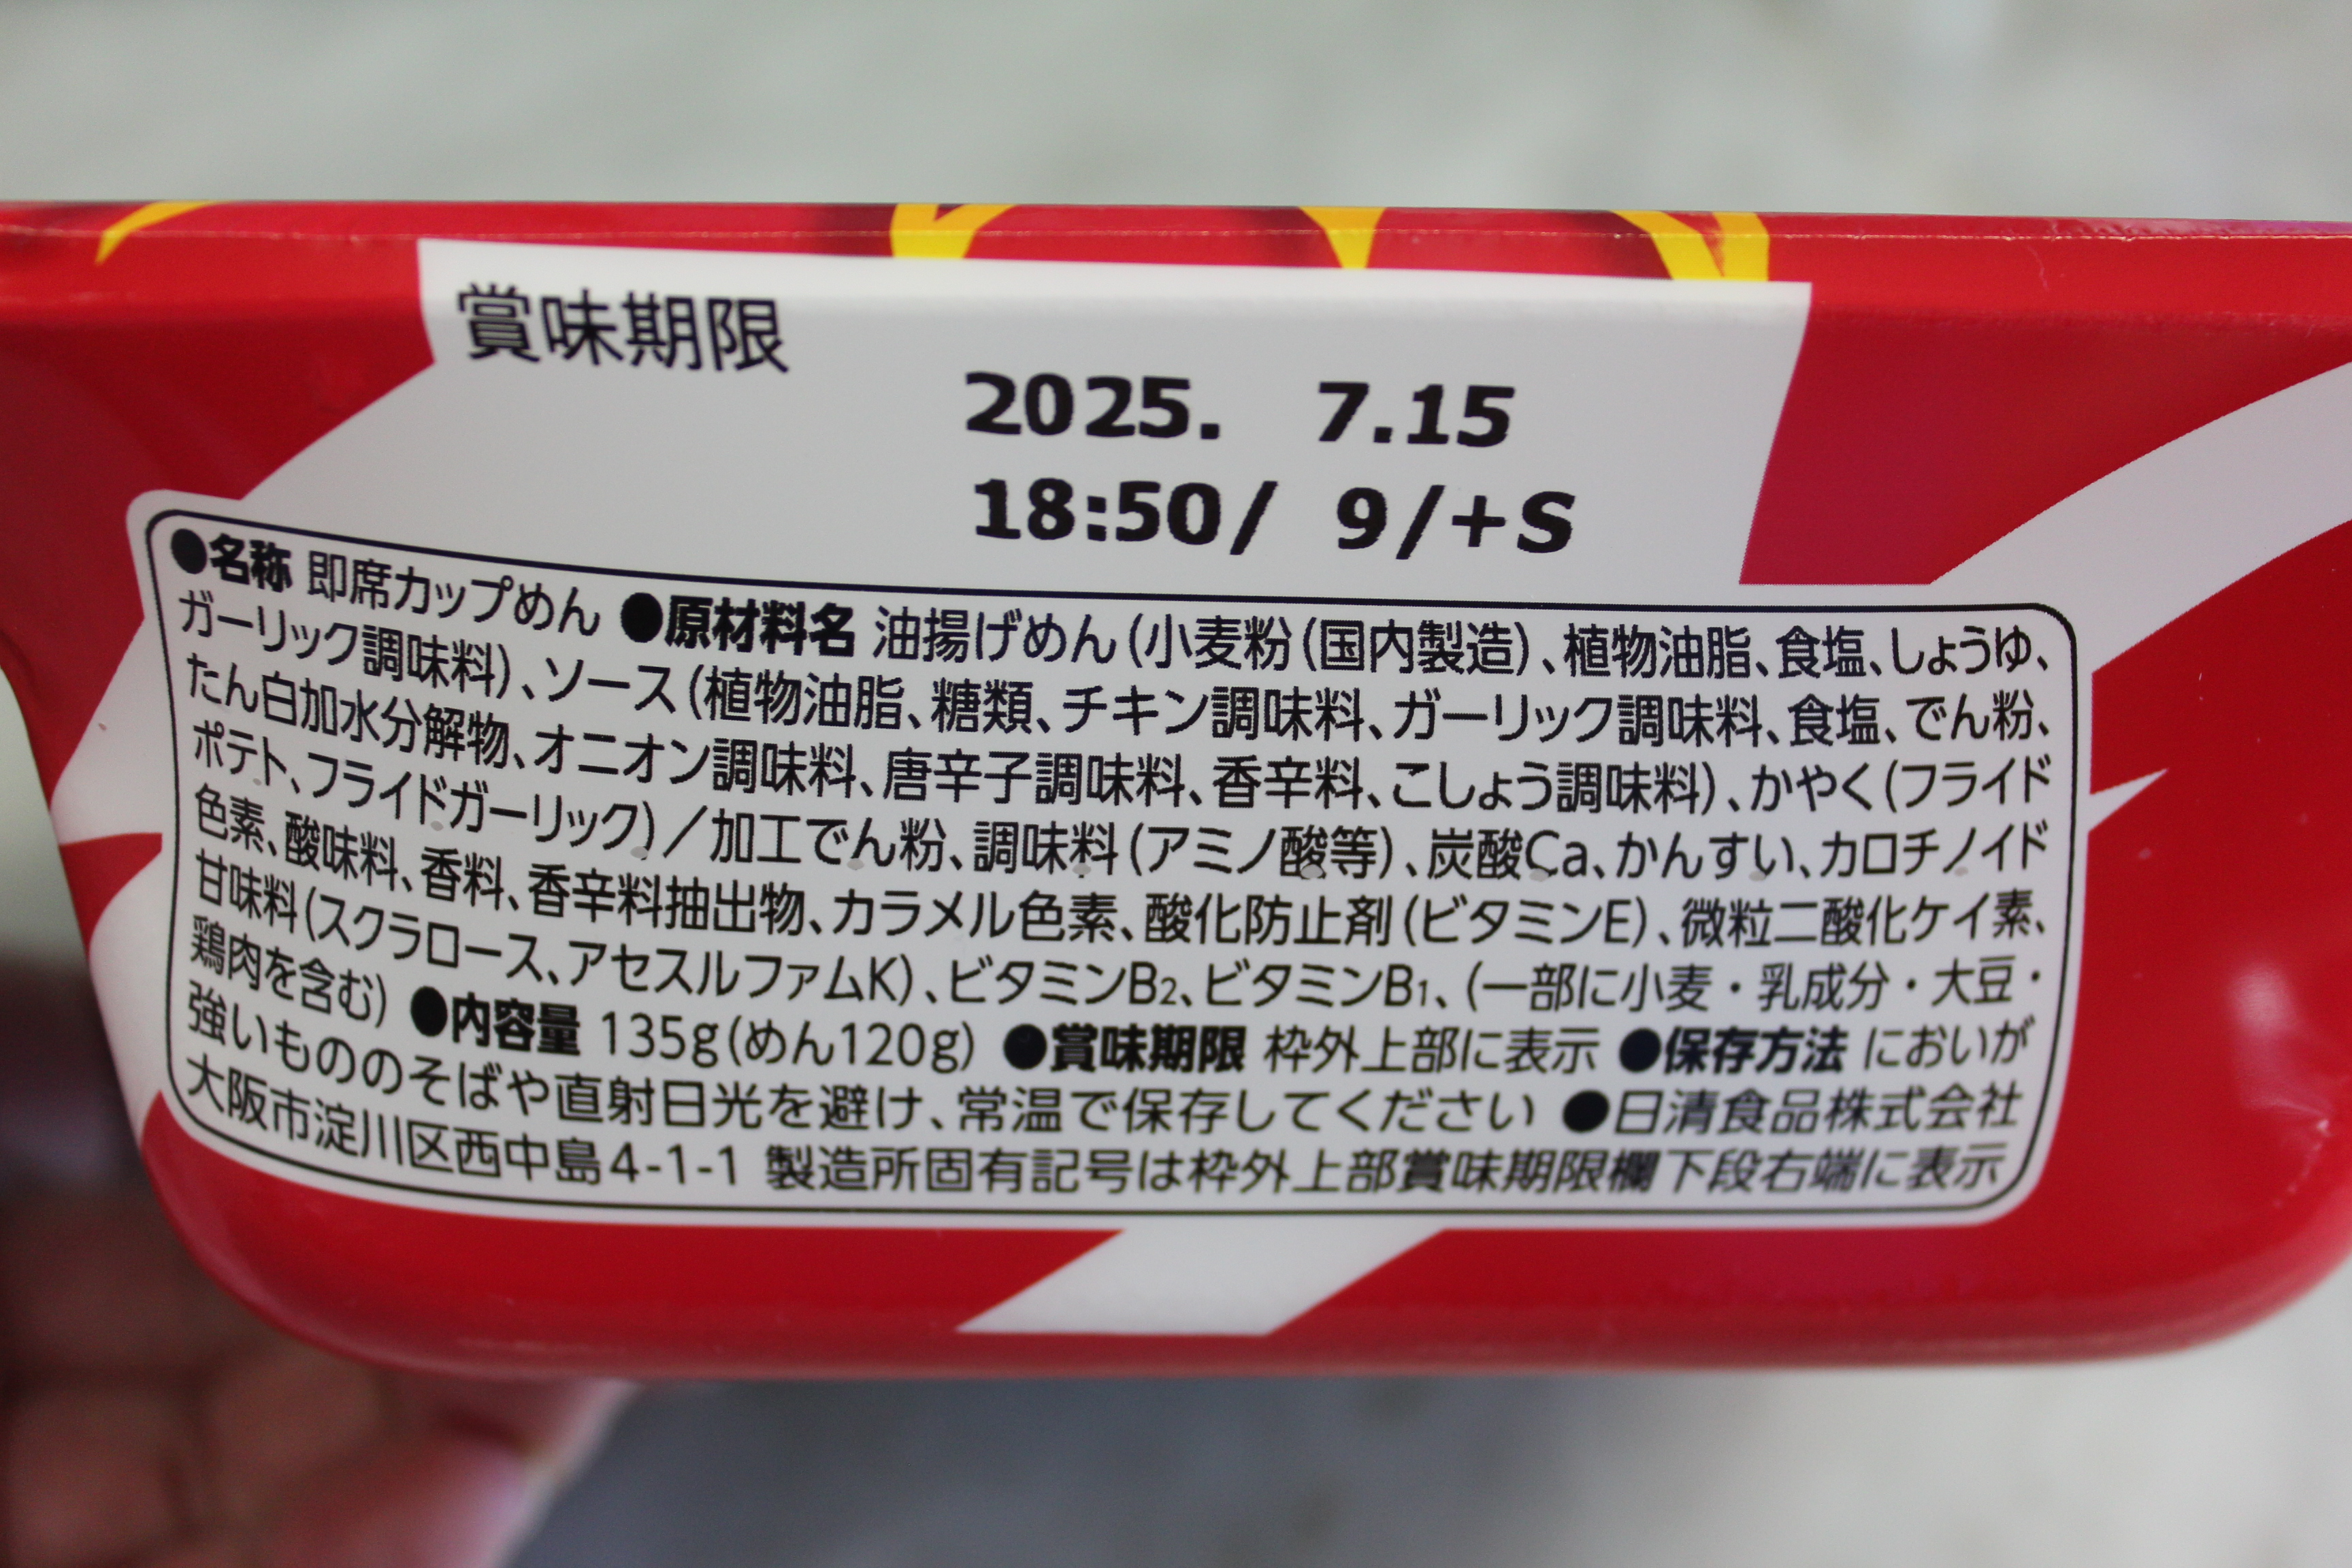 賞味期限
2025. 7.15
18:50/ 9/+S
●名称 即席カップめん ●原材料名 油揚げめん(小麦粉(国内製造)、植物油脂、食塩、しょうゆ、
ガーリック調味料)、ソース(植物油脂、糖類、チキン調味料、ガーリック調味料、食塩、でん粉、
たん白加水分解物、オニオン調味料、唐辛子調味料、香辛料、こしょう調味料)、かやく(フライド
ポテト、フライドガーリック)/加工でん粉、調味料(アミノ酸等)、炭酸Ca、かんすい、カロチノイド
色素、酸味料、香料、香辛料抽出物、カラメル色素、酸化防止剤(ビタミンE)、微粒二酸化ケイ素、
甘味料(スクラロース、アセスルファムK)、ビタミンB2、ビタミンB1、(一部に小麦・乳成分・大豆・
鶏肉を含む) ●内容量 135g(めん120g) ●賞味期限 枠外上部に表示 ●保存方法 においが
強いもののそばや直射日光を避け、常温で保存してください ●日清食品株式会社
大阪市淀川区西中島4-1-1 製造所固有記号は枠外上部賞味期限欄下段右端に表示